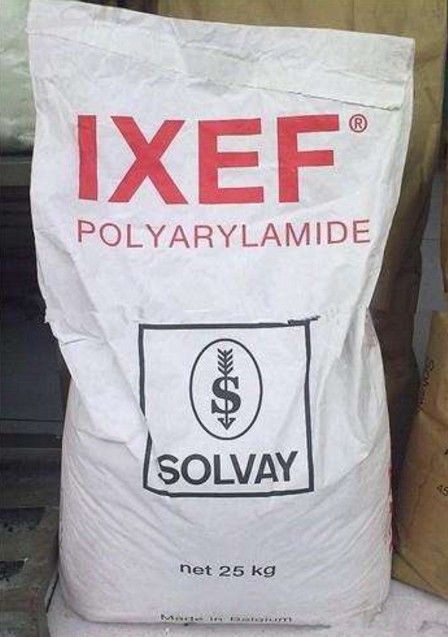 IXEF®
POLYARYLAMIDE
S
SOLVAY
net 25 kg
Made in Belgium